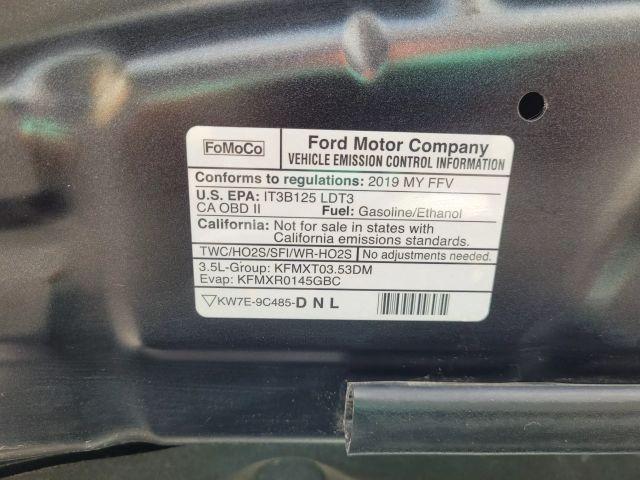 FoMoCo
Ford Motor Company
VEHICLE EMISSION CONTROL INFORMATION
Conforms to regulations: 2019 MY FFV
U.S. EPA: IT3B125 LDT3
CA OBD II Fuel: Gasoline/Ethanol
California: Not for sale in states with
California emissions standards.
TWC/HO2S/SFI/WR-HO2S No adjustments needed.
3.5L-Group: KFMXT03.53DM
Evap: KFMXR0145GBC
KW7E-9C485-D N L